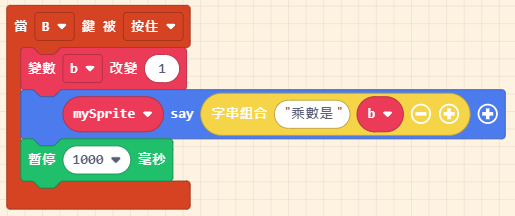 當 B 鍵 被 按住
變數 b 改變 1
mySprite say 字串組合 "乘數是" b
暫停 1000 毫秒